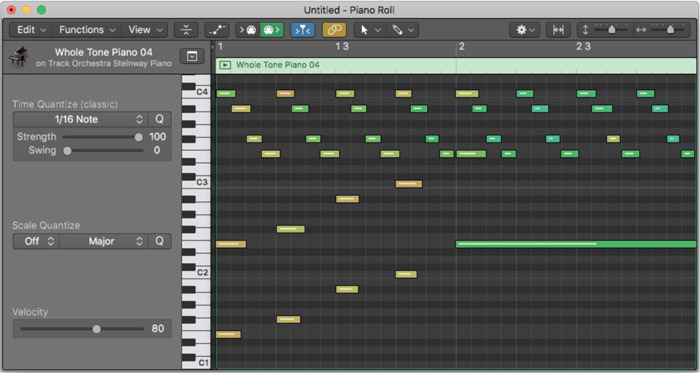 Untitled - Piano Roll
Edit Functions View
1 1 3 2 2 3
Whole Tone Piano 04
on Track Orchestra Steinway Piano
Whole Tone Piano 04
Time Quantize (classic)
1/16 Note Q
Strength 100
Swing 0
Scale Quantize
Off Major Q
Velocity
80
C4
C3
C2
C1